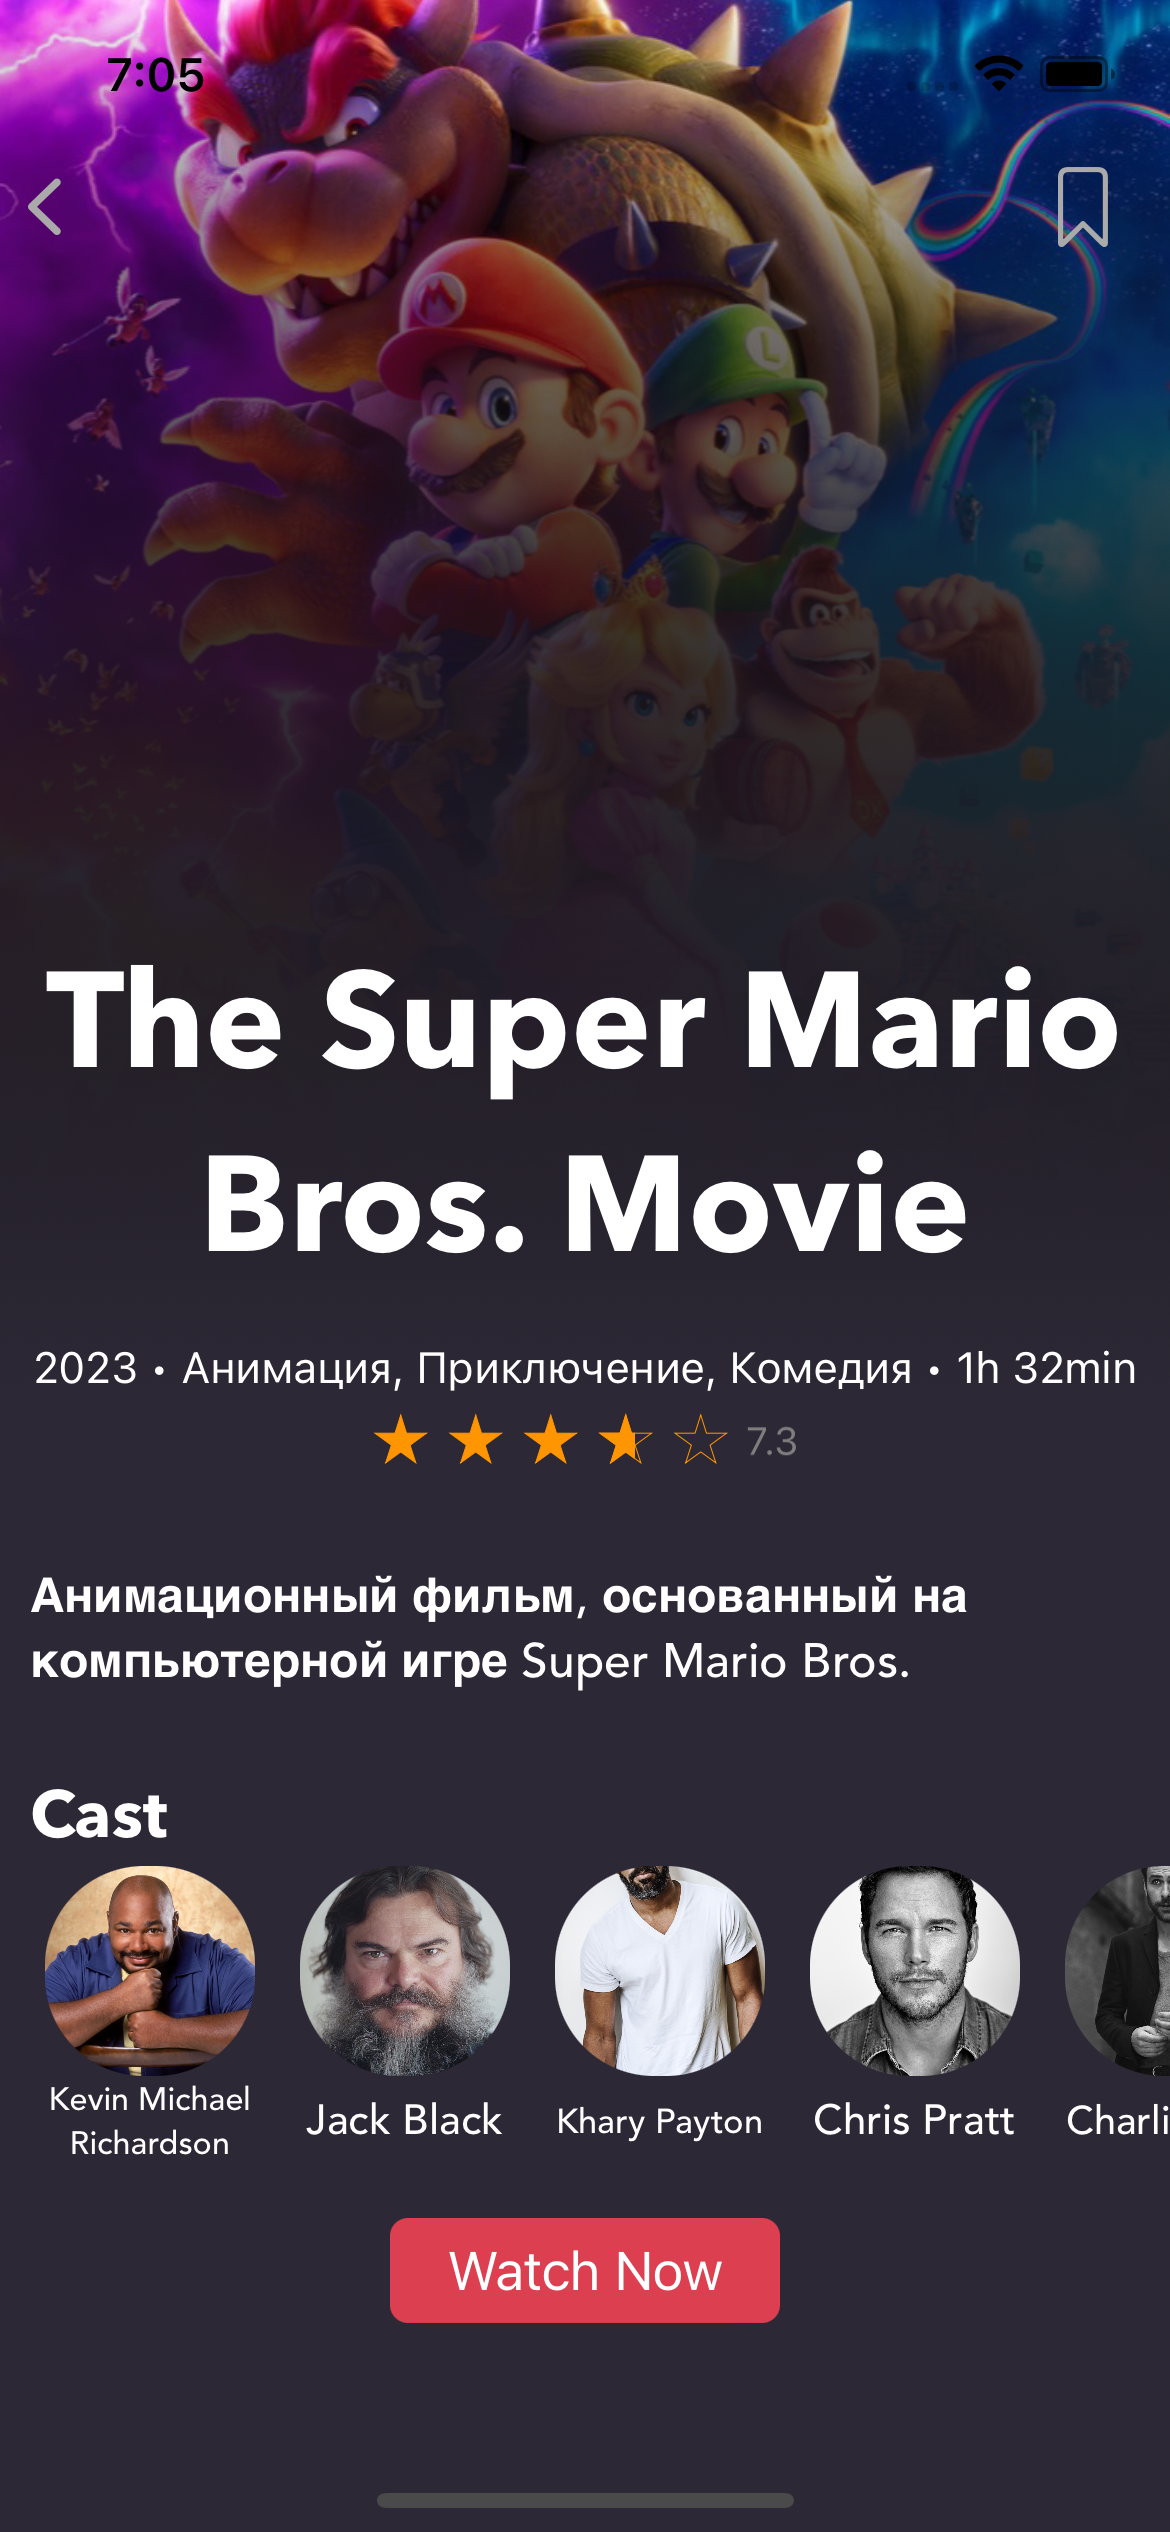 7:05
The Super Mario
Bros. Movie
2023 • Анимация, Приключение, Комедия • 1h 32min
7.3
Анимационный фильм, основанный на
компьютерной игре Super Mario Bros.
Cast
Kevin Michael
Richardson
Jack Black
Khary Payton
Chris Pratt
Charli
Watch Now